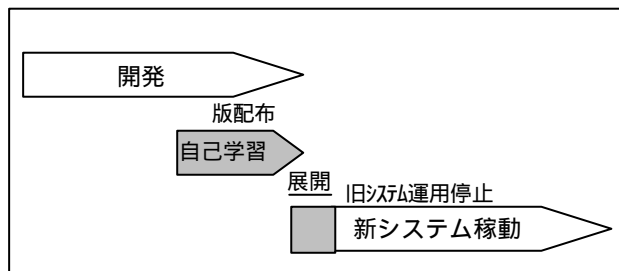 開発
版配布
自己学習
展開
旧システム運用停止
新システム稼動